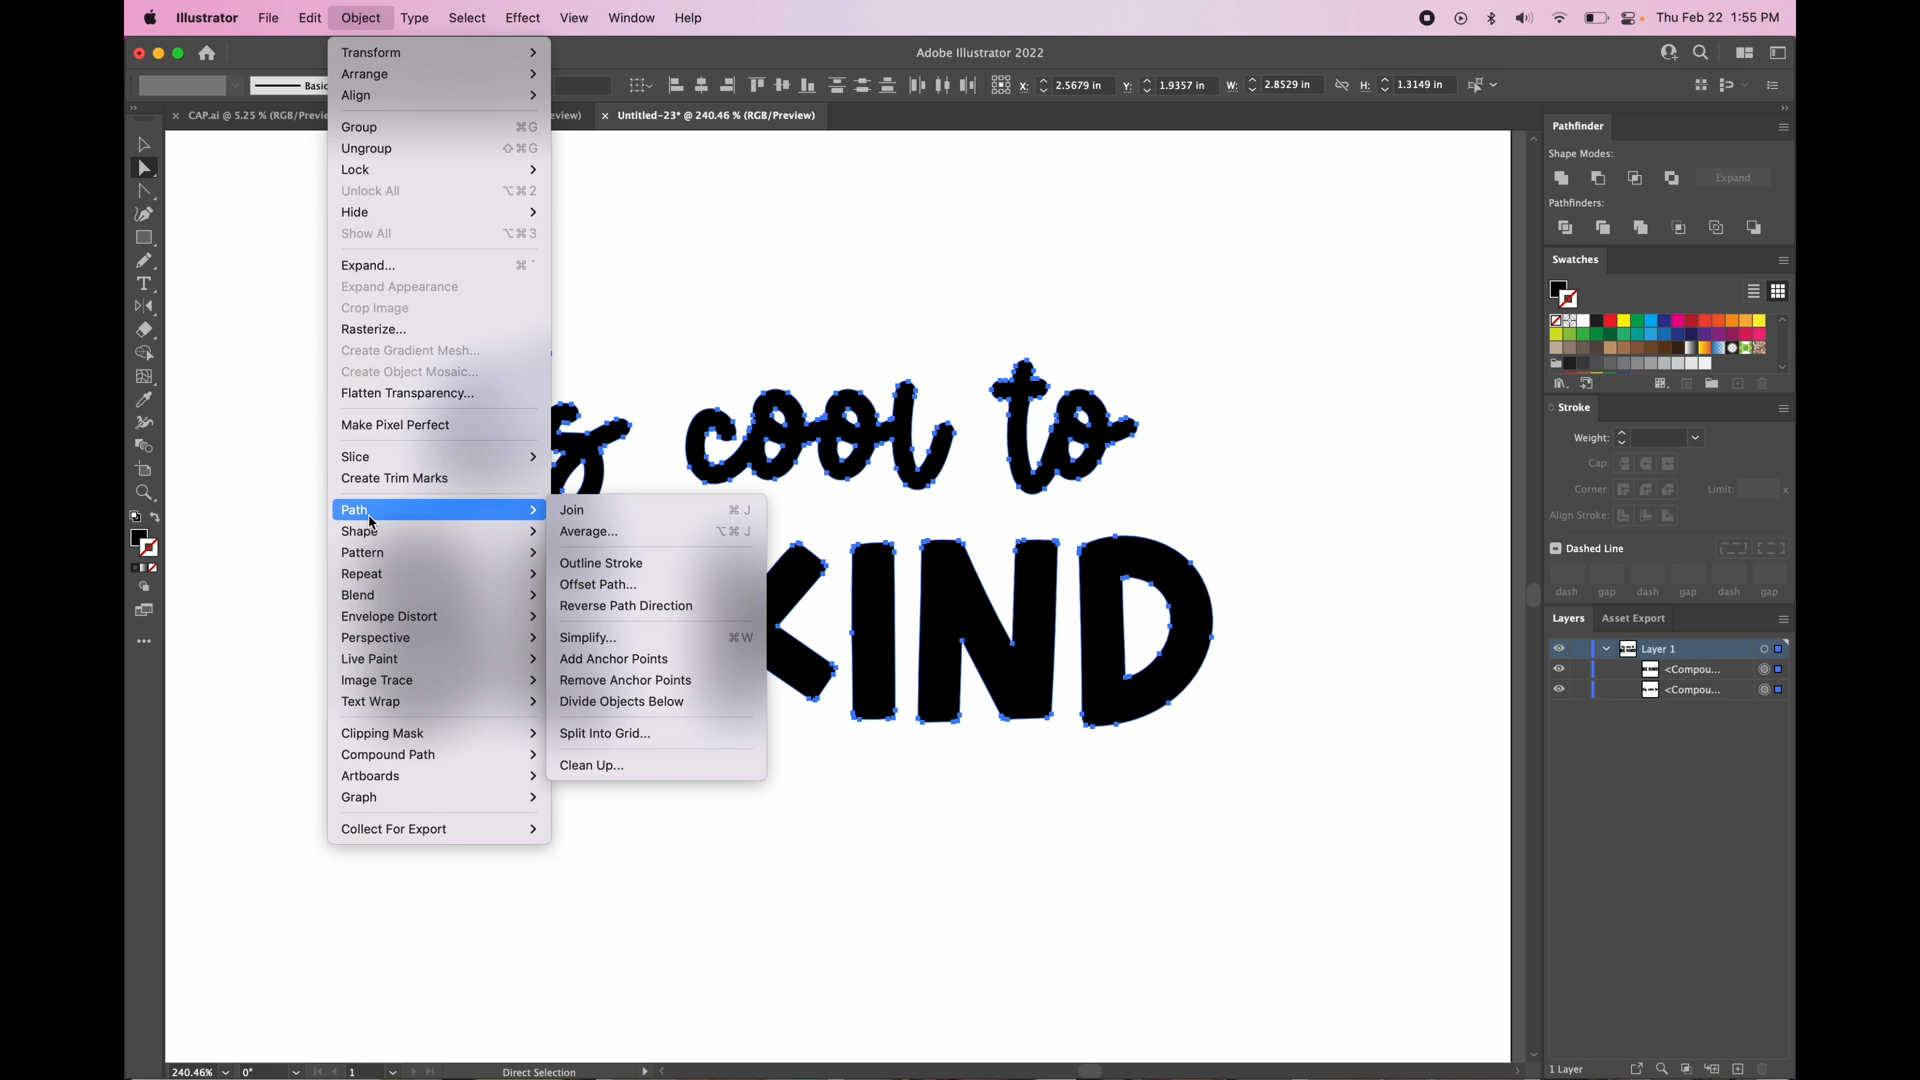 Illustrator File Edit Object Type Select Effect View Window Help Thu Feb 22 1:55 PM
Adobe Illustrator 2022
Basic X: 2.5679 in Y: 1.9357 in W: 2.8529 in H: 1.3149 in
× CAP.ai @ 5.25 % (RGB/Previe view) × Untitled-23* @ 240.46 % (RGB/Preview)
Transform
Arrange
Align
Group ⌘G
Ungroup ⇧⌘G
Lock
Unlock All ⌥⌘2
Hide
Show All ⌥⌘3
Expand... ⌘`
Expand Appearance
Crop Image
Rasterize...
Create Gradient Mesh...
Create Object Mosaic...
Flatten Transparency...
Make Pixel Perfect
Slice
Create Trim Marks
Path
Shape
Pattern
Repeat
Blend
Envelope Distort
Perspective
Live Paint
Image Trace
Text Wrap
Clipping Mask
Compound Path
Artboards
Graph
Collect For Export
Join ⌘J
Average... ⌥⌘J
Outline Stroke
Offset Path...
Reverse Path Direction
Simplify... ⌘W
Add Anchor Points
Remove Anchor Points
Divide Objects Below
Split Into Grid...
Clean Up...
s cool to
KIND
Pathfinder
Shape Modes:
Expand
Pathfinders:
Swatches
Stroke
Weight:
Cap:
Corner: Limit: x
Align Stroke:
Dashed Line
dash gap dash gap dash gap
Layers Asset Export
Layer 1
<Compou...
<Compou...
1 Layer
240.46% 0° 1 Direct Selection